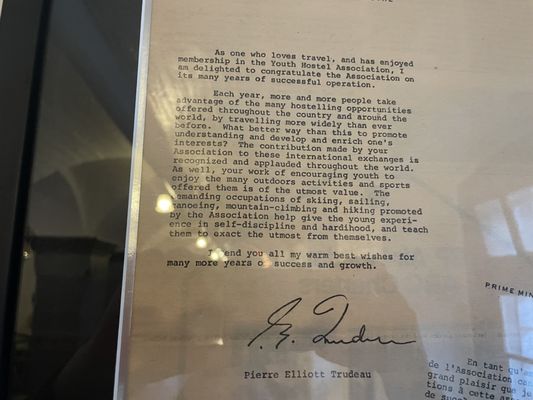 As one who loves travel, and has enjoyed
membership in the Youth Hostel Association, I
am delighted to congratulate the Association on
its many years of successful operation.
Each year, more and more people take
advantage of the many hostelling opportunities
offered throughout the country and around the
world, by travelling more widely than ever
before. What better way than this to promote
understanding and develop and enrich one's
interests? The contribution made by your
Association to these international exchanges is
recognized and applauded throughout the world.
As well, your work of encouraging youth to
enjoy the many outdoors activities and sports
offered them is of the utmost value. The
demanding occupations of skiing, sailing,
canoeing, mountain-climbing and hiking promoted
by the Association help give the young experi-
ence in self-discipline and hardihood, and teach
them to exact the utmost from themselves.
I send you all my warm best wishes for
many more years of success and growth.
Pierre Elliott Trudeau
PRIME MIN
En tant qu'am
de l'Association can
grand plaisir que je
tions à cette asso